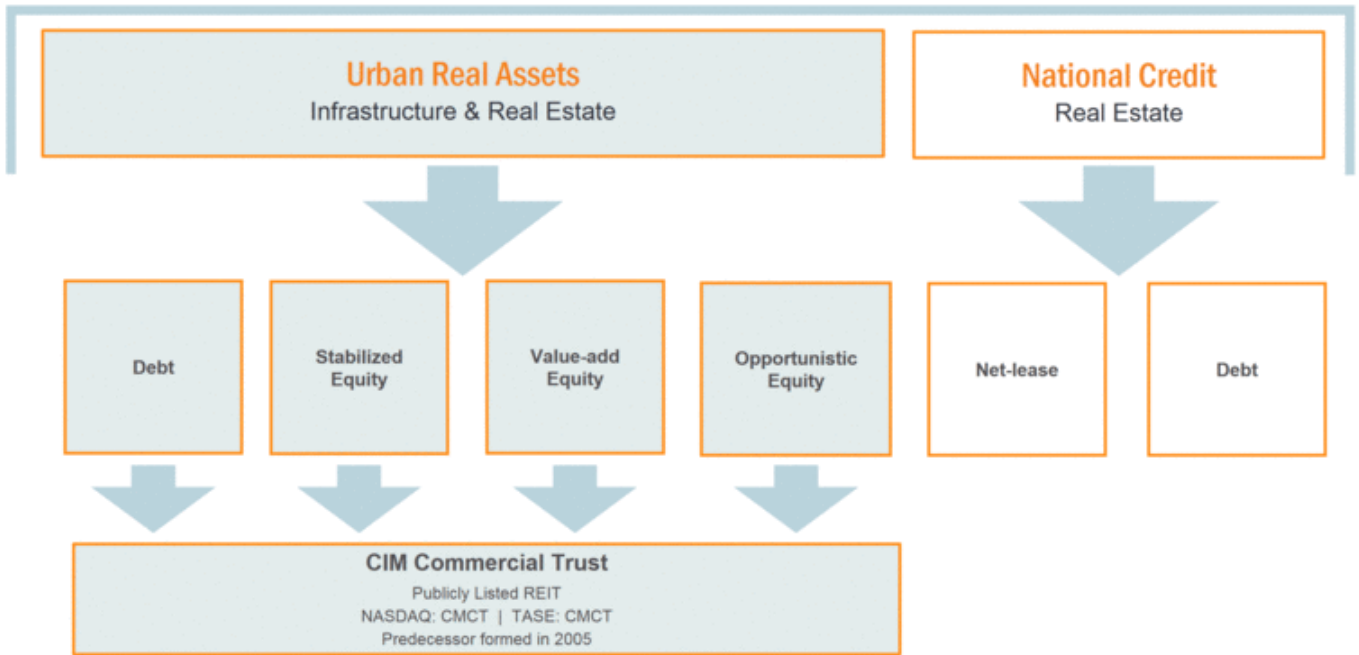 Urban Real Assets
Infrastructure & Real Estate
National Credit
Real Estate
Debt
Stabilized
Equity
Value-add
Equity
Opportunistic
Equity
Net-lease
Debt
CIM Commercial Trust
Publicly Listed REIT
NASDAQ: CMCT | TASE: CMCT
Predecessor formed in 2005